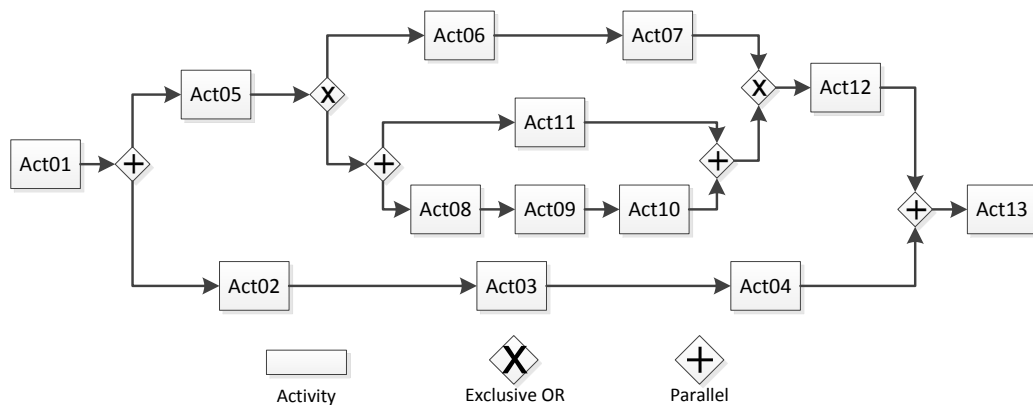 Act06
Act07
Act05
Act12
Act11
Act01
Act08
Act09
Act10
Act13
Act02
Act03
Act04
Activity
Exclusive OR
Parallel